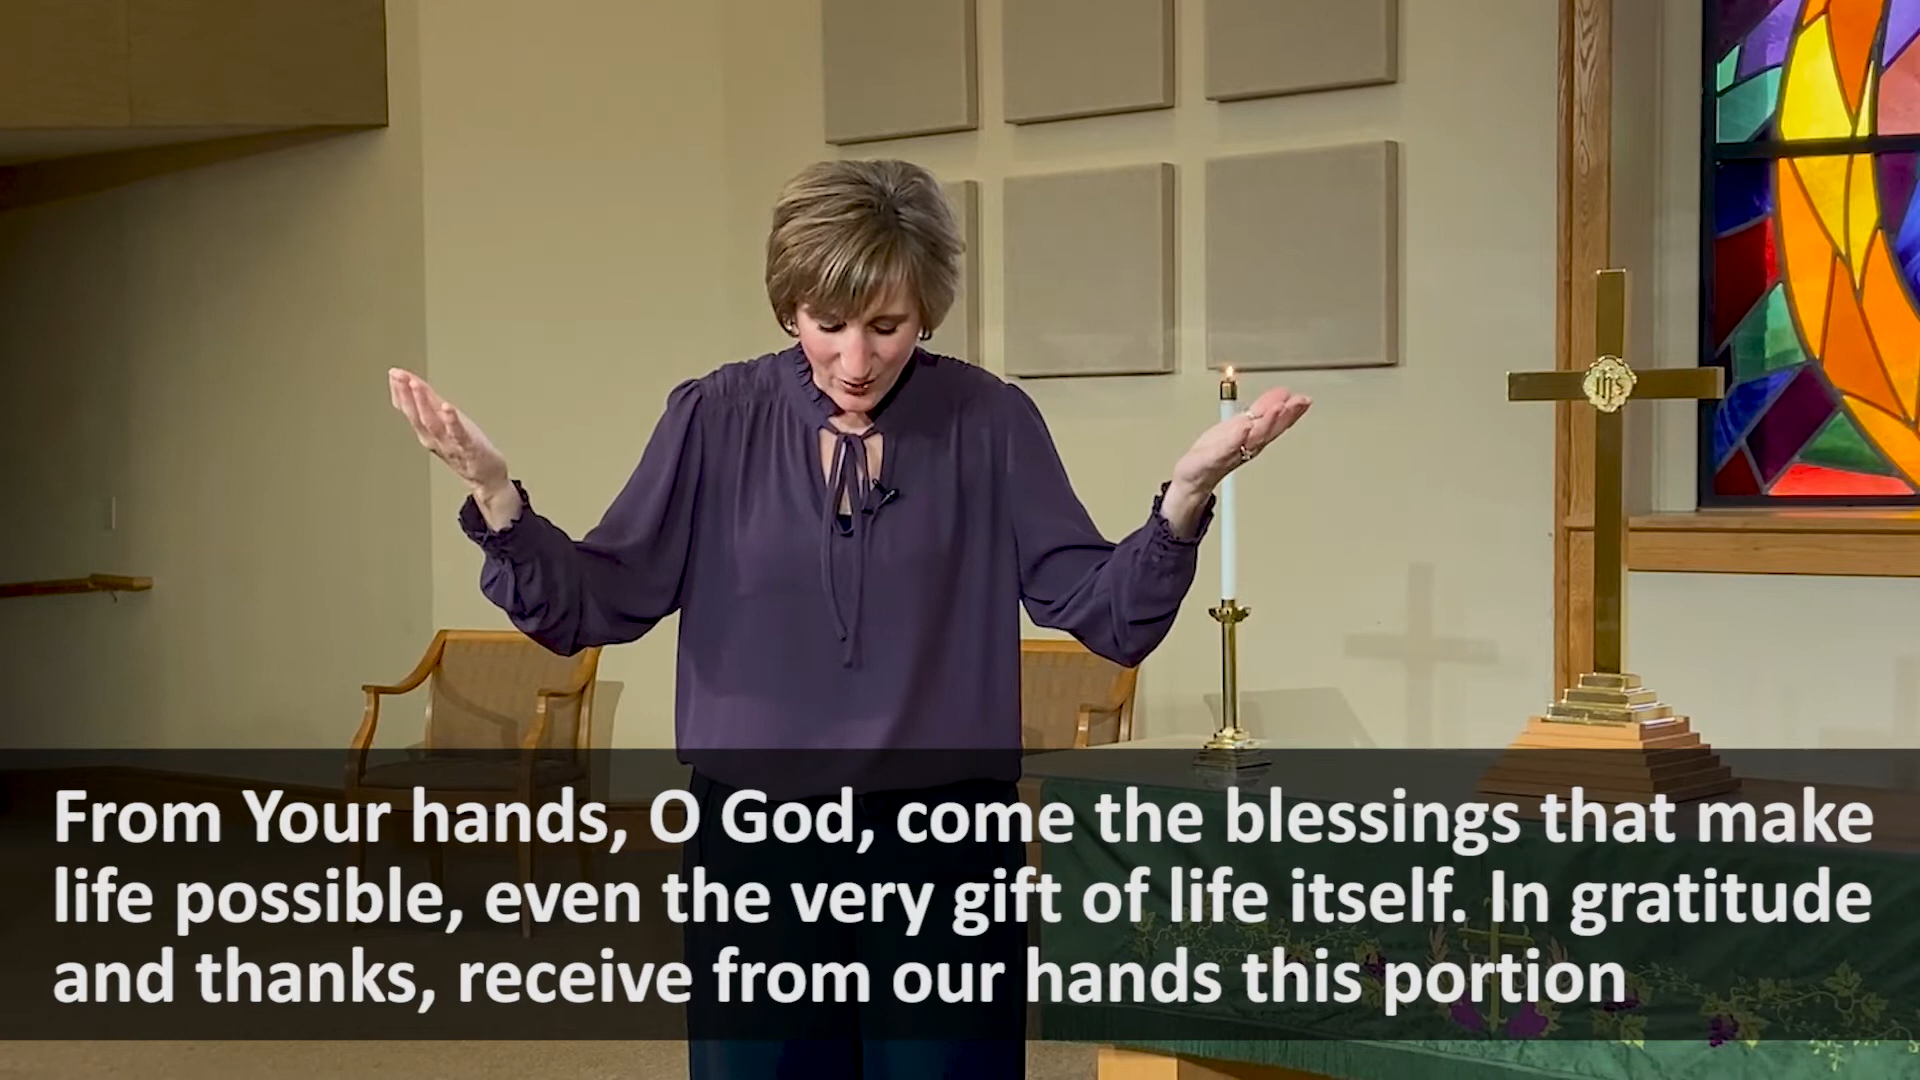 ihs
From Your hands, O God, come the blessings that make
life possible, even the very gift of life itself. In gratitude
and thanks, receive from our hands this portion